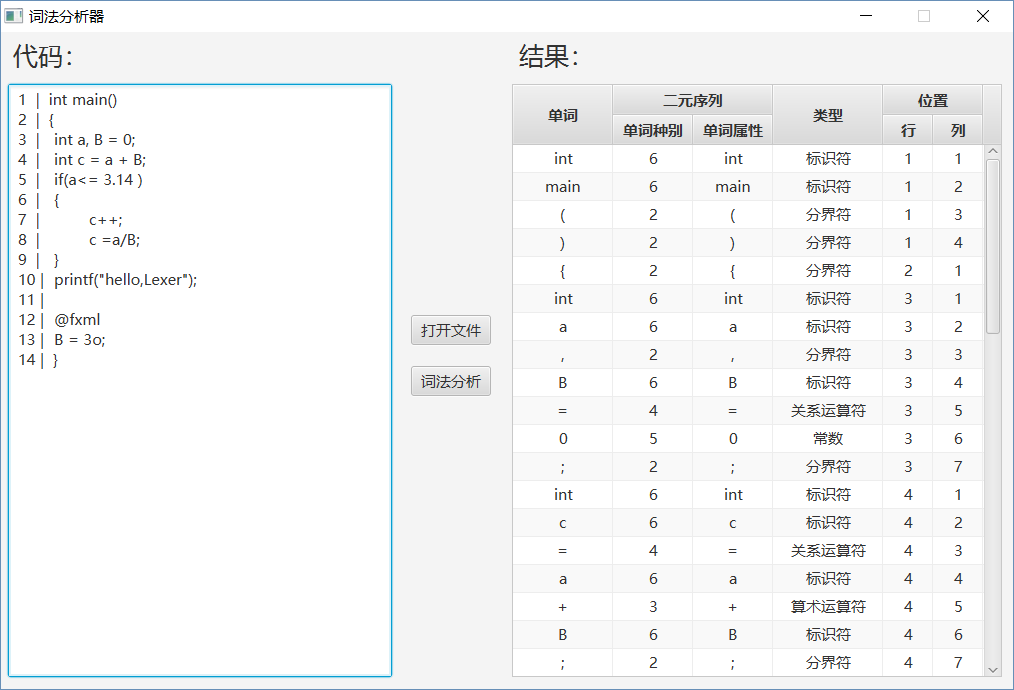 词法分析器
代码：
1 | int main()
2 | {
3 | int a, B = 0;
4 | int c = a + B;
5 | if(a<= 3.14 )
6 | {
7 | c++;
8 | c =a/B;
9 | }
10 | printf("hello,Lexer");
11 |
12 | @fxml
13 | B = 3o;
14 | }
打开文件
词法分析
结果：
单词 二元序列 类型 位置
单词种别 单词属性 行 列
int 6 int 标识符 1 1
main 6 main 标识符 1 2
( 2 ( 分界符 1 3
) 2 ) 分界符 1 4
{ 2 { 分界符 2 1
int 6 int 标识符 3 1
a 6 a 标识符 3 2
, 2 , 分界符 3 3
B 6 B 标识符 3 4
= 4 = 关系运算符 3 5
0 5 0 常数 3 6
; 2 ; 分界符 3 7
int 6 int 标识符 4 1
c 6 c 标识符 4 2
= 4 = 关系运算符 4 3
a 6 a 标识符 4 4
+ 3 + 算术运算符 4 5
B 6 B 标识符 4 6
; 2 ; 分界符 4 7